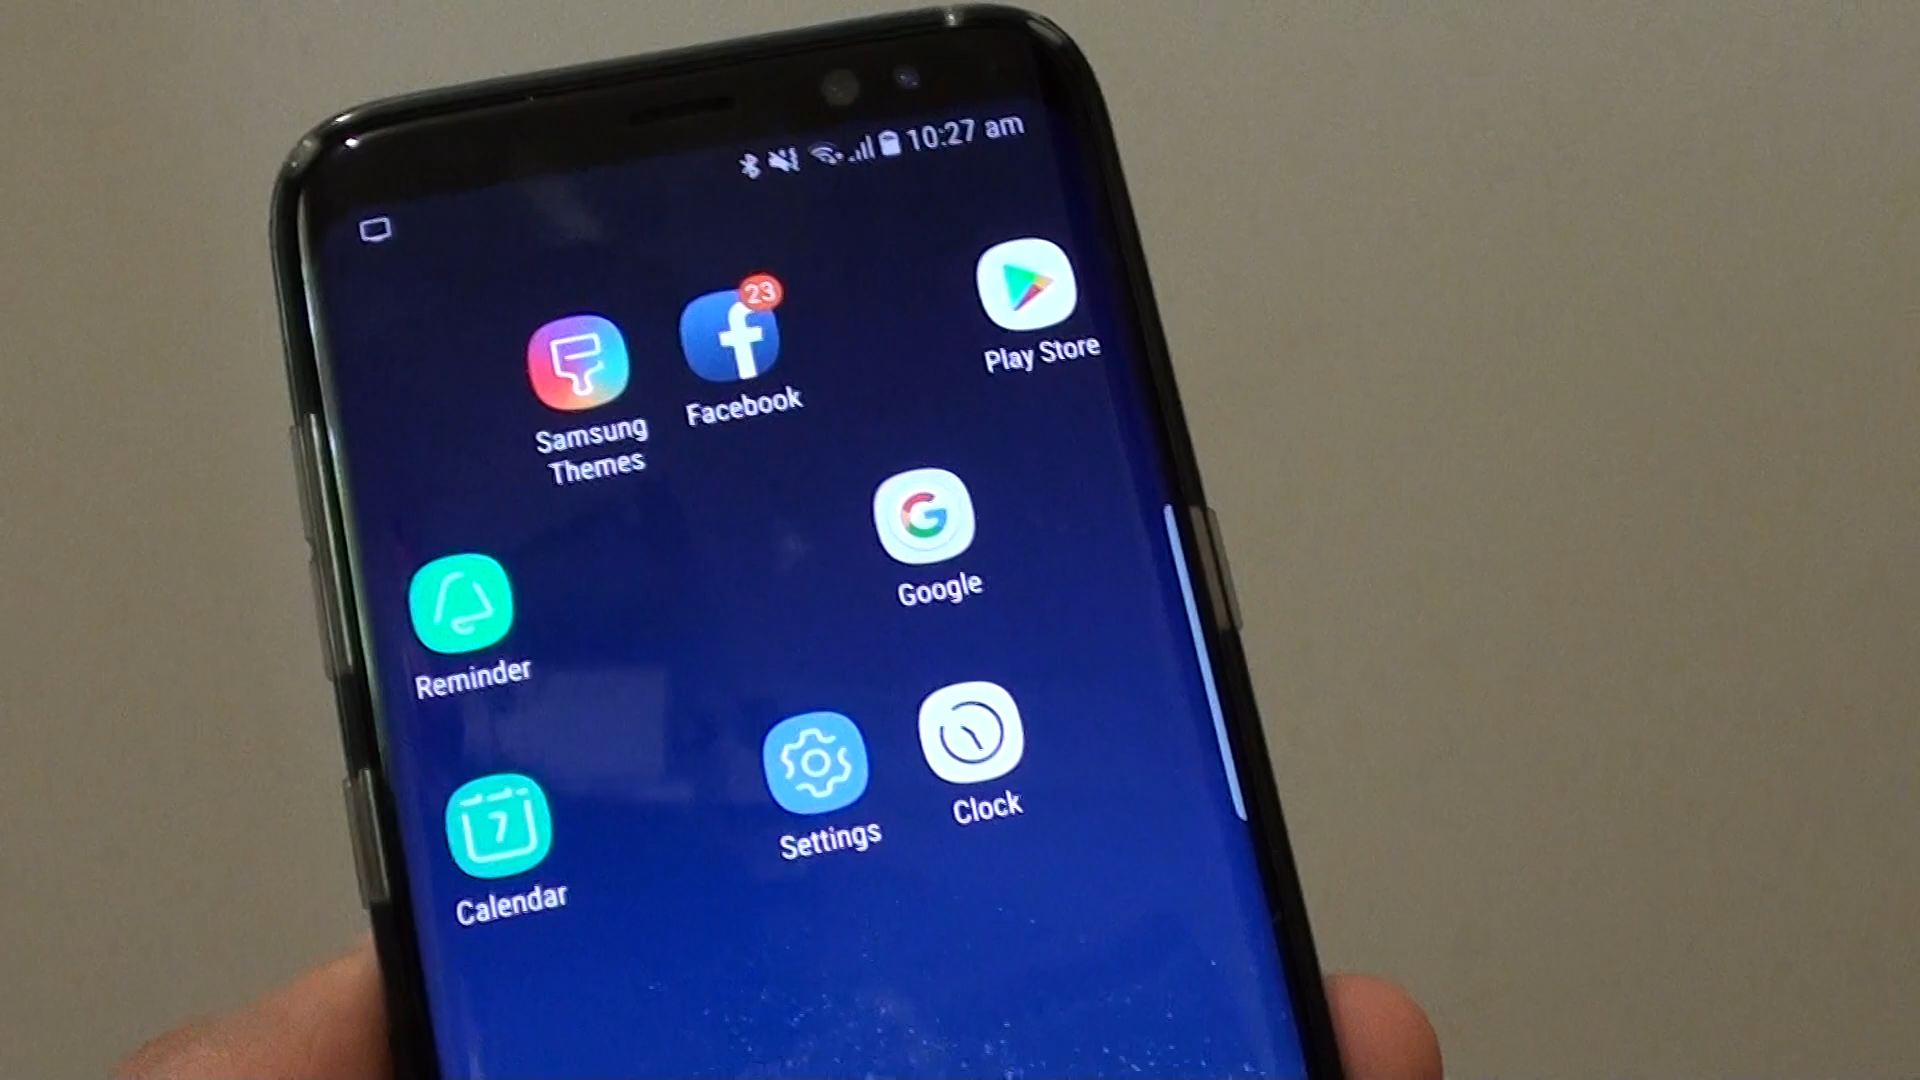 10:27 am
23
Samsung
Themes
Facebook
Play Store
Google
Reminder
7
Calendar
Settings
Clock